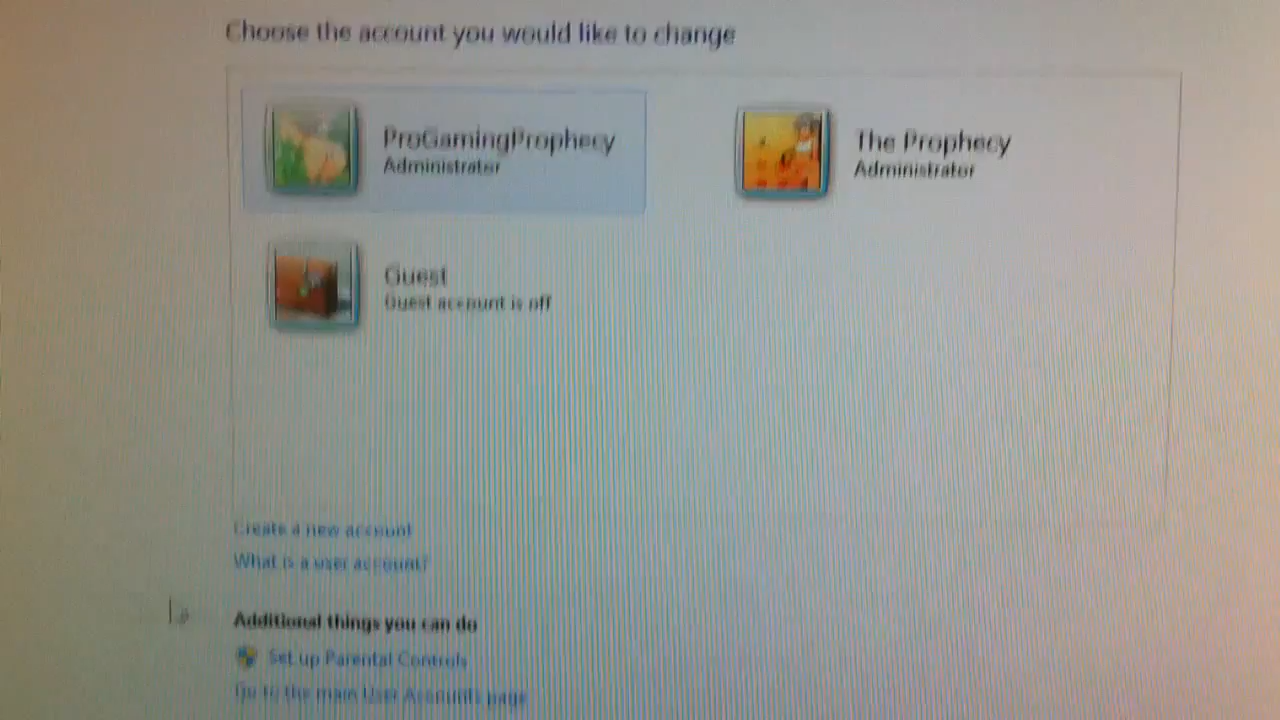 Choose the account you would like to change
ProGamingProphecy
Administrator
The Prophecy
Administrator
Guest
Guest account is off
Create a new account
What is a user account?
Additional things you can do
Set up Parental Controls
Go to the main User Accounts page